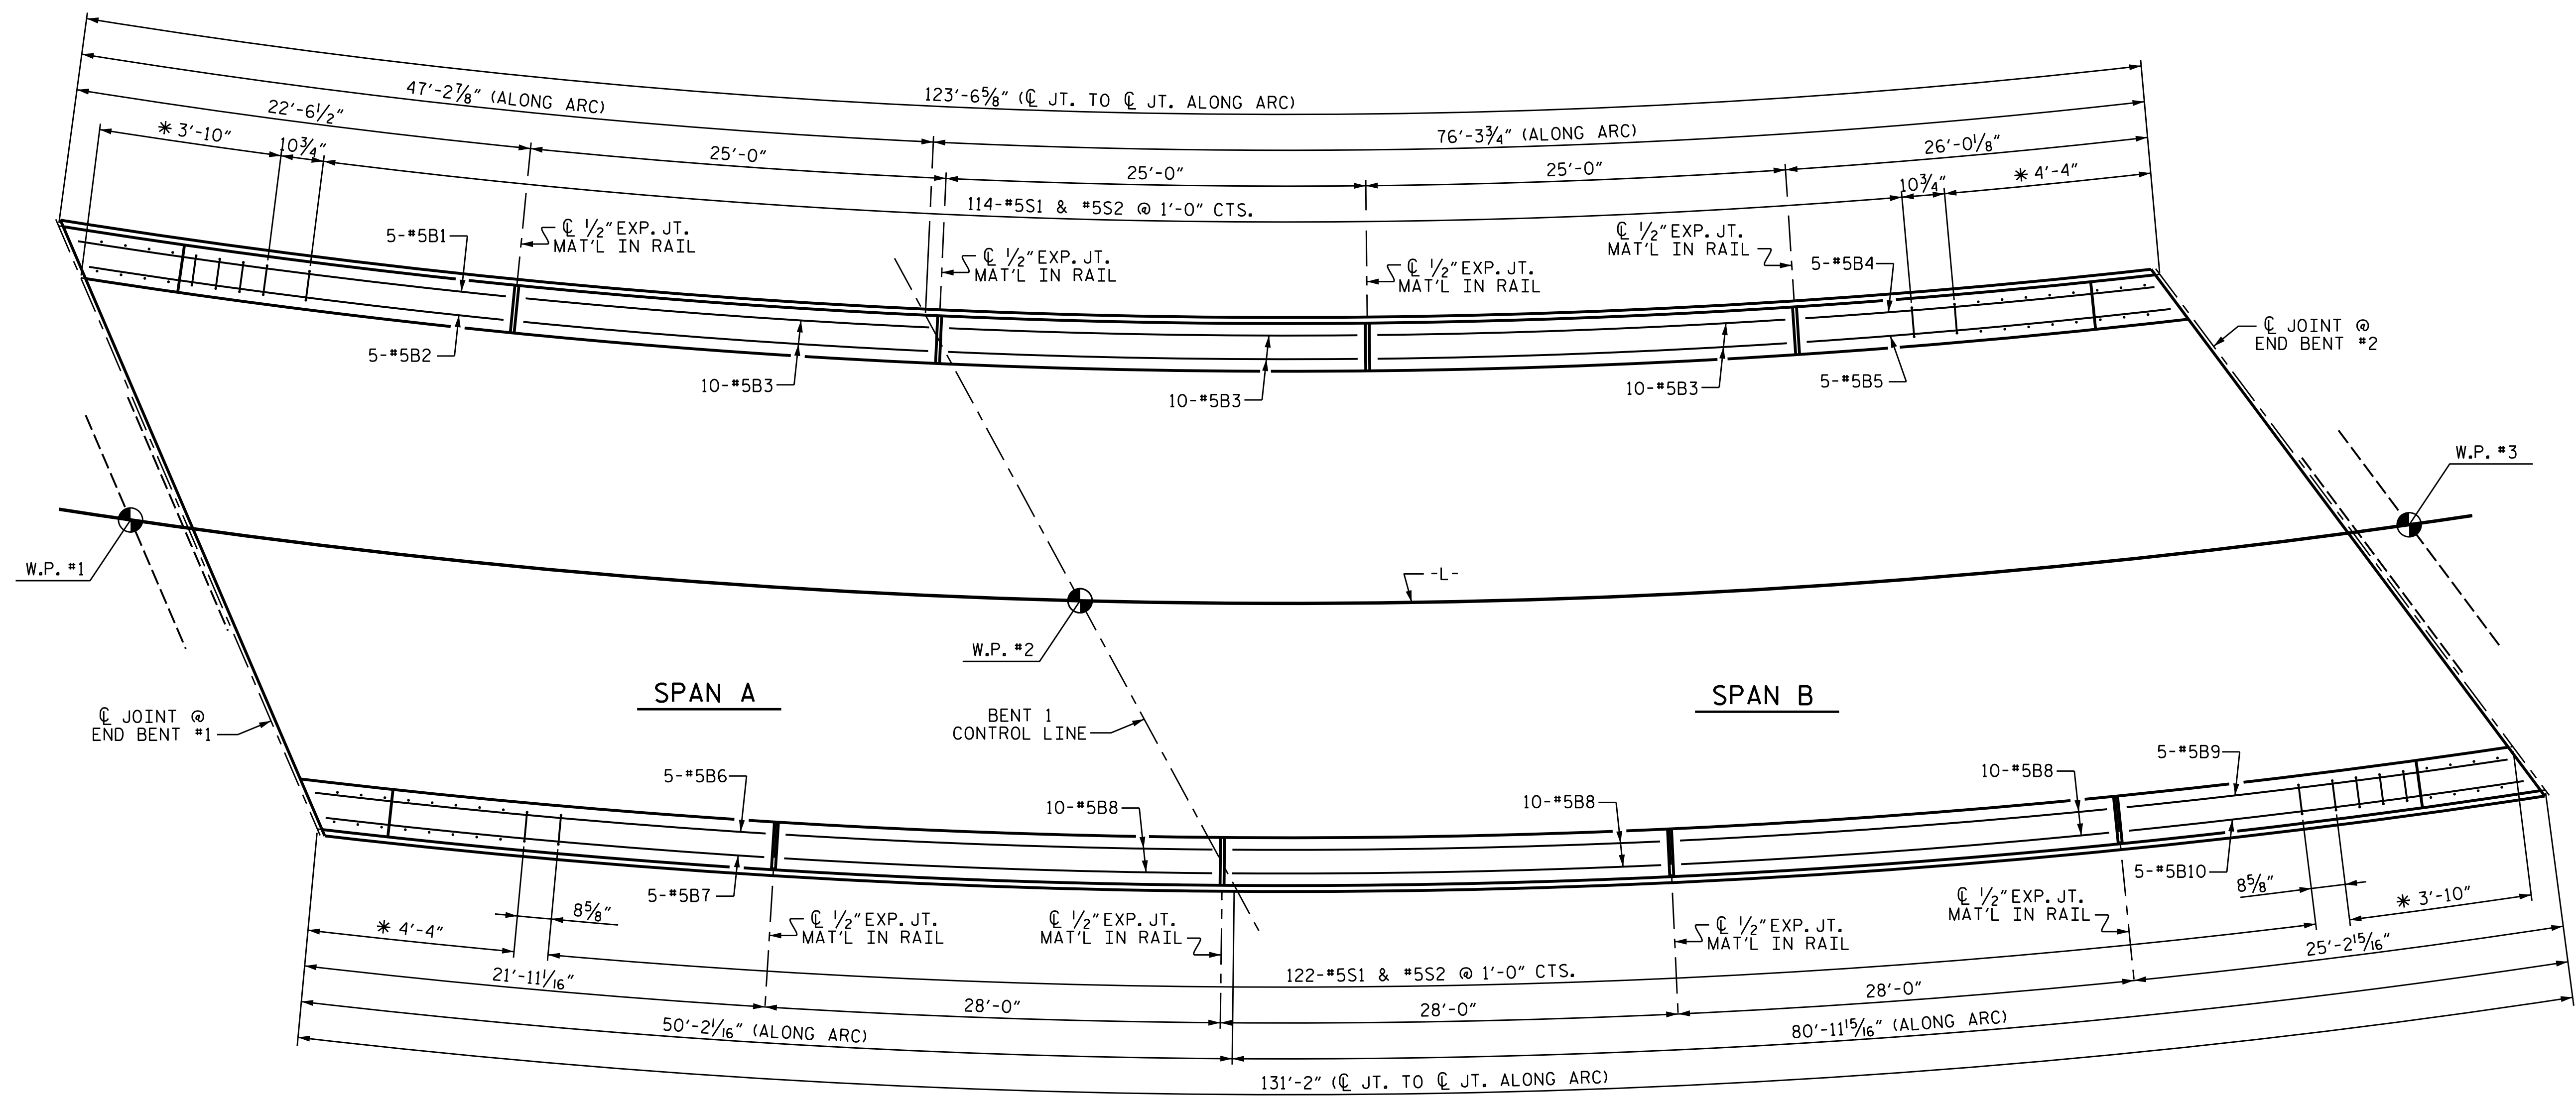 123'-6⅝" (℄ JT. TO ℄ JT. ALONG ARC)
47'-2⅞" (ALONG ARC)
76'-3¾" (ALONG ARC)
22'-6½"
25'-0"
25'-0"
25'-0"
26'-0⅛"
* 3'-10"
10¾"
114-#5S1 & #5S2 @ 1'-0" CTS.
10¾"
* 4'-4"
5-#5B1
℄ ½" EXP. JT.
MAT'L IN RAIL
℄ ½" EXP. JT.
MAT'L IN RAIL
℄ ½" EXP. JT.
MAT'L IN RAIL
℄ ½" EXP. JT.
MAT'L IN RAIL
5-#5B4
5-#5B2
10-#5B3
10-#5B3
10-#5B3
5-#5B5
℄ JOINT @
END BENT #2
W.P. #3
W.P. #1
-L-
W.P. #2
SPAN A
SPAN B
℄ JOINT @
END BENT #1
BENT 1
CONTROL LINE
5-#5B6
10-#5B8
10-#5B8
10-#5B8
5-#5B9
5-#5B7
5-#5B10
8⅝"
8⅝"
* 4'-4"
* 3'-10"
℄ ½" EXP. JT.
MAT'L IN RAIL
℄ ½" EXP. JT.
MAT'L IN RAIL
℄ ½" EXP. JT.
MAT'L IN RAIL
℄ ½" EXP. JT.
MAT'L IN RAIL
122-#5S1 & #5S2 @ 1'-0" CTS.
21'-11 1/16"
28'-0"
28'-0"
28'-0"
25'-2 15/16"
50'-2 1/16" (ALONG ARC)
80'-11 15/16" (ALONG ARC)
131'-2" (℄ JT. TO ℄ JT. ALONG ARC)